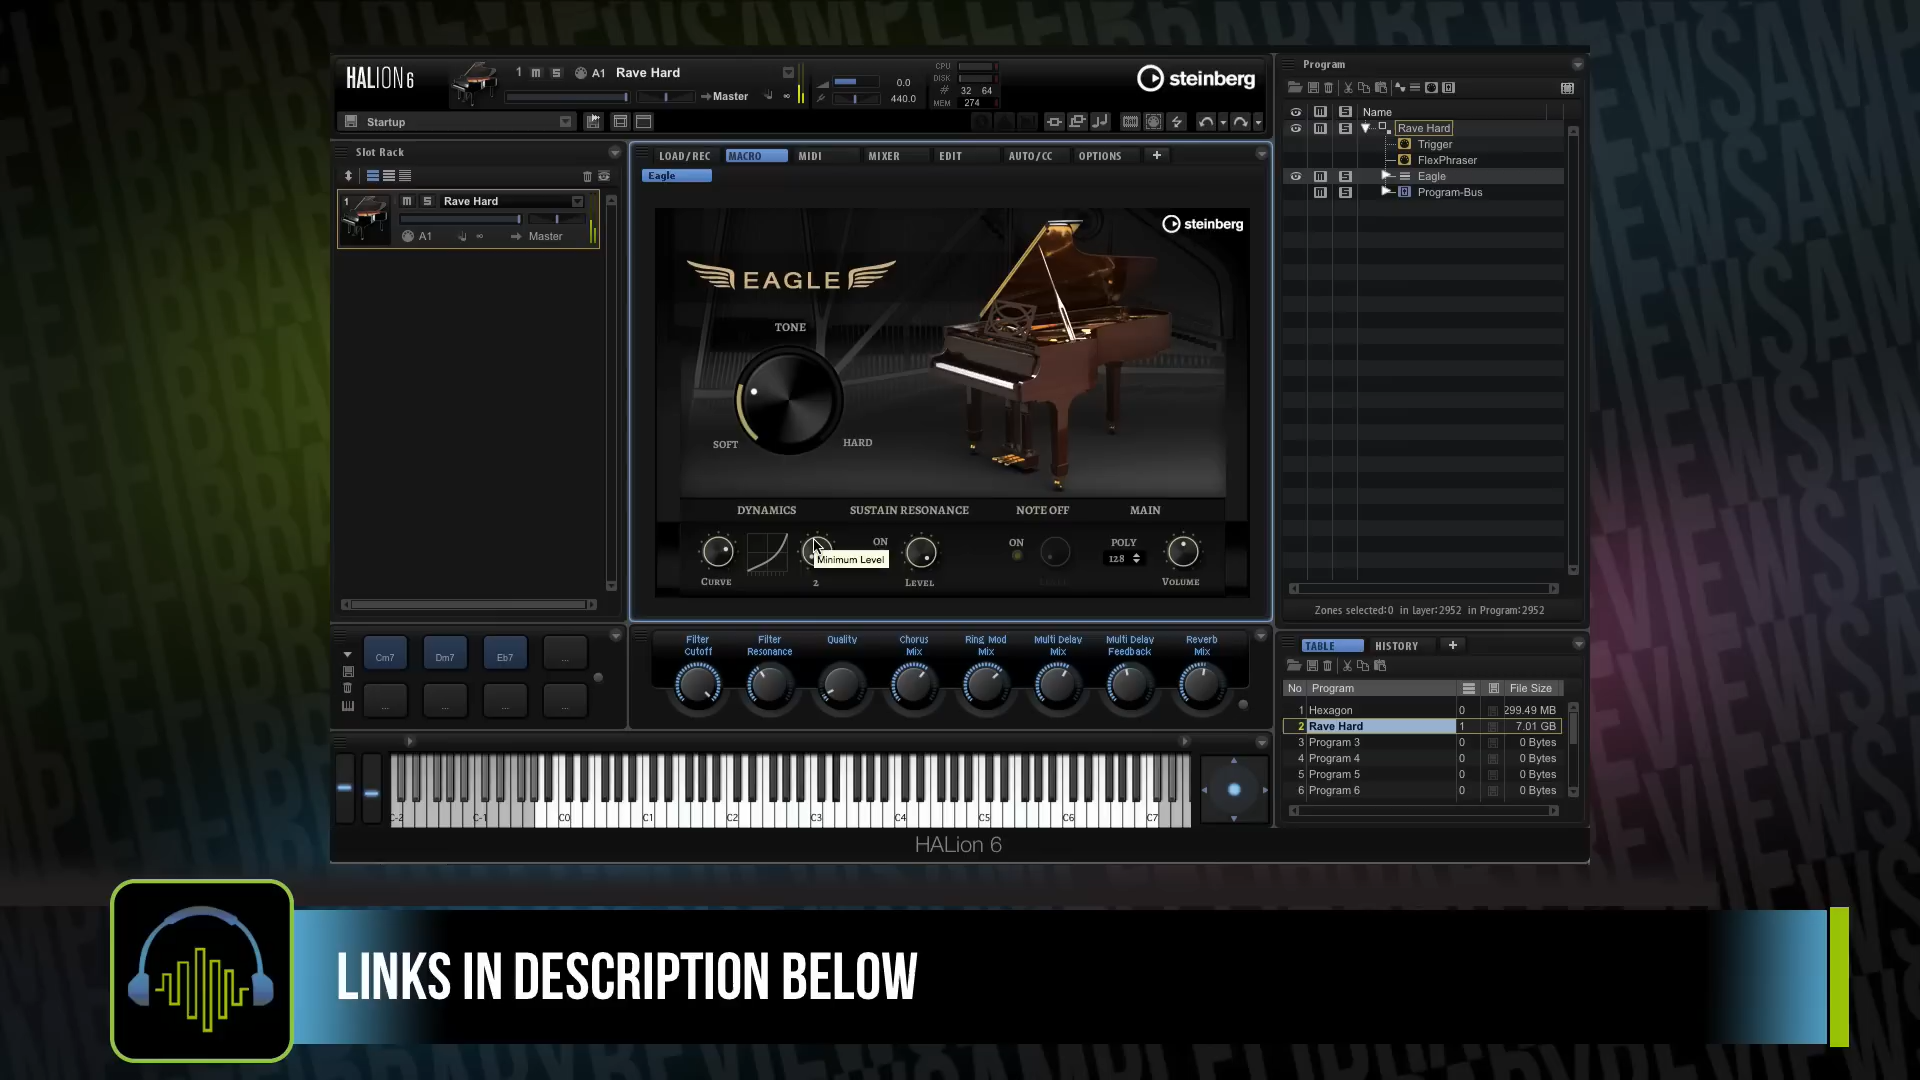 HALION 6
1 M S A1 Rave Hard
Master
0.0
440.0
CPU
DISK
# 32 64
MEM 274
steinberg
Startup
Slot Rack
1 M S Rave Hard
A1 Master
LOAD/REC MACRO MIDI MIXER EDIT AUTO/CC OPTIONS +
Eagle
steinberg
EAGLE
TONE
SOFT HARD
DYNAMICS SUSTAIN RESONANCE NOTE OFF MAIN
ON ON POLY
128
Minimum Level
CURVE 2 LEVEL VOLUME
Program
M S Name
M S Rave Hard
Trigger
FlexPhraser
M S Eagle
M S Program-Bus
Zones selected:0 in Layer:2952 in Program:2952
Cm7 Dm7 Eb7 ...
... ... ... ...
Filter Cutoff
Filter Resonance
Quality
Chorus Mix
Ring Mod Mix
Multi Delay Mix
Multi Delay Feedback
Reverb Mix
TABLE HISTORY +
No Program File Size
1 Hexagon 0 299.49 MB
2 Rave Hard 1 7.01 GB
3 Program 3 0 0 Bytes
4 Program 4 0 0 Bytes
5 Program 5 0 0 Bytes
6 Program 6 0 0 Bytes
C-2 C-1 C0 C1 C2 C3 C4 C5 C6 C7
HALion 6
LINKS IN DESCRIPTION BELOW